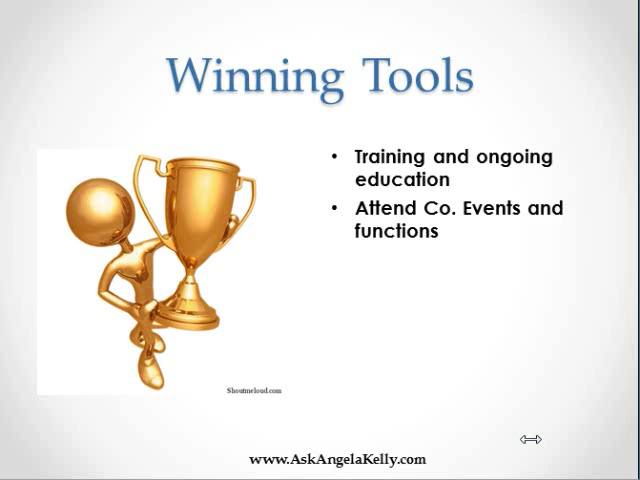 Winning Tools
• Training and ongoing
education
• Attend Co. Events and
functions
Shoutmeloud.com
www.AskAngelaKelly.com